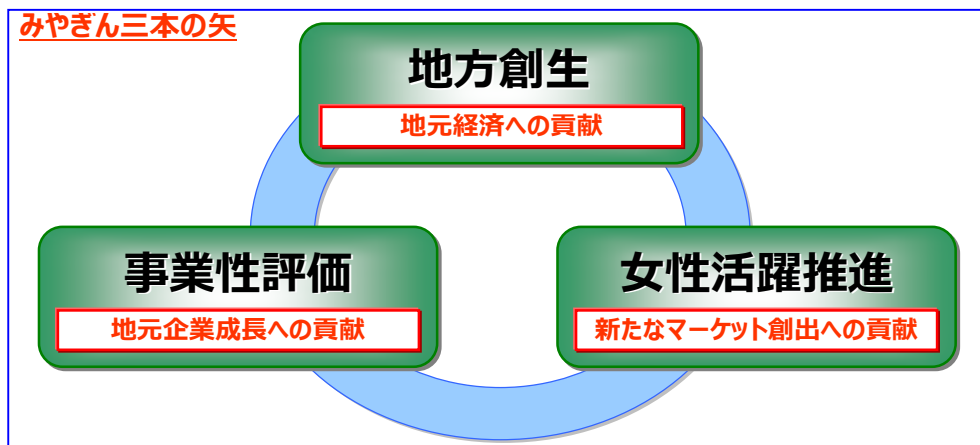 みやぎん三本の矢
地方創生
地元経済への貢献
事業性評価
地元企業成長への貢献
女性活躍推進
新たなマーケット創出への貢献